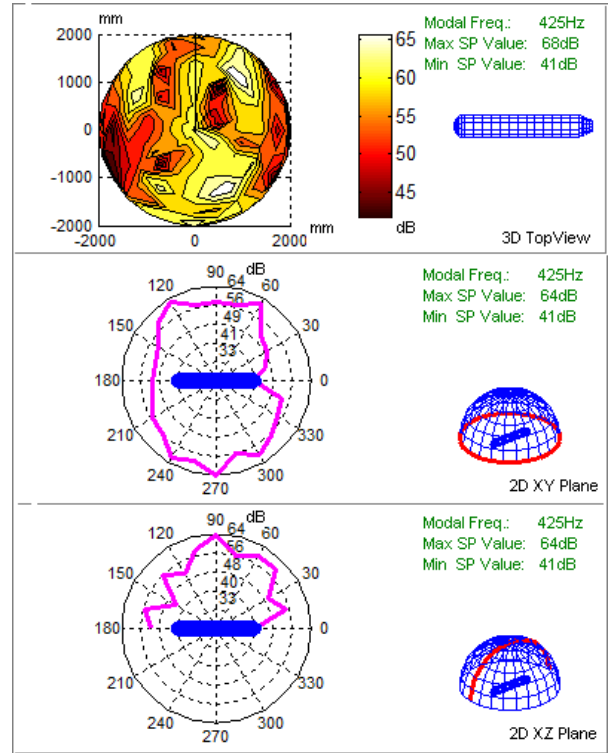 mm
Modal Freq.: 425Hz
Max SP Value: 68dB
Min SP Value: 41dB
2000
1000
0
-1000
-2000
-2000 0 2000
mm
65
60
55
50
45
dB
3D TopView
dB
90
64
56
49
41
33
120 60
150 30
180 0
210 330
240 300
270
Modal Freq.: 425Hz
Max SP Value: 64dB
Min SP Value: 41dB
2D XY Plane
dB
90
64
56
48
40
33
120 60
150 30
180 0
210 330
240 300
270
Modal Freq.: 425Hz
Max SP Value: 64dB
Min SP Value: 41dB
2D XZ Plane